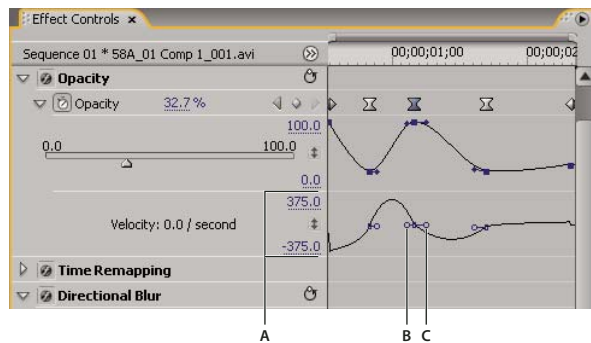 Effect Controls ×
Sequence 01 * 58A_01 Comp 1_001.avi
00;00;01;00
00;00;02
Opacity
Opacity 32.7 %
100.0
0.0 100.0
0.0
375.0
Velocity: 0.0 / second
-375.0
Time Remapping
Directional Blur
A B C